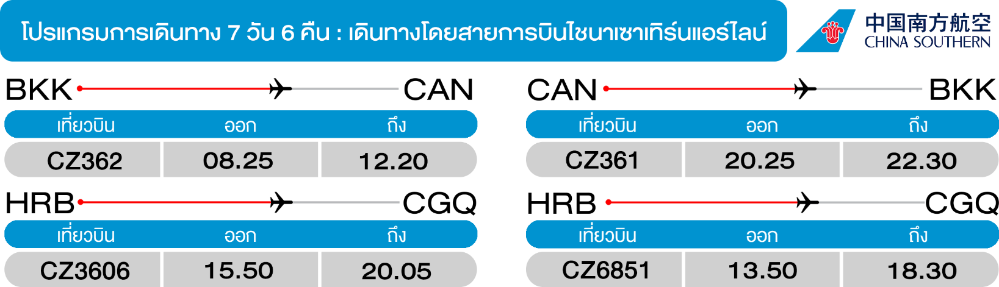 โปรแกรมการเดินทาง 7 วัน 6 คืน : เดินทางโดยสายการบินไชนาเซาเทิร์นแอร์ไลน์
中国南方航空
CHINA SOUTHERN
BKK CAN
เที่ยวบิน ออก ถึง
CZ362 08.25 12.20
CAN BKK
เที่ยวบิน ออก ถึง
CZ361 20.25 22.30
HRB CGQ
เที่ยวบิน ออก ถึง
CZ3606 15.50 20.05
HRB CGQ
เที่ยวบิน ออก ถึง
CZ6851 13.50 18.30